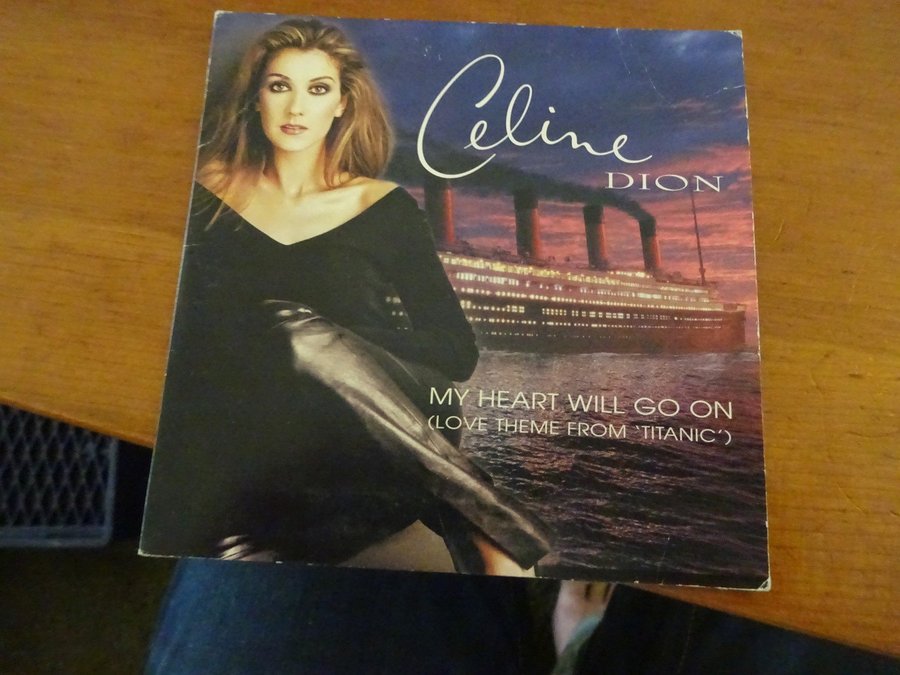 Celine
DION
MY HEART WILL GO ON
(LOVE THEME FROM 'TITANIC')